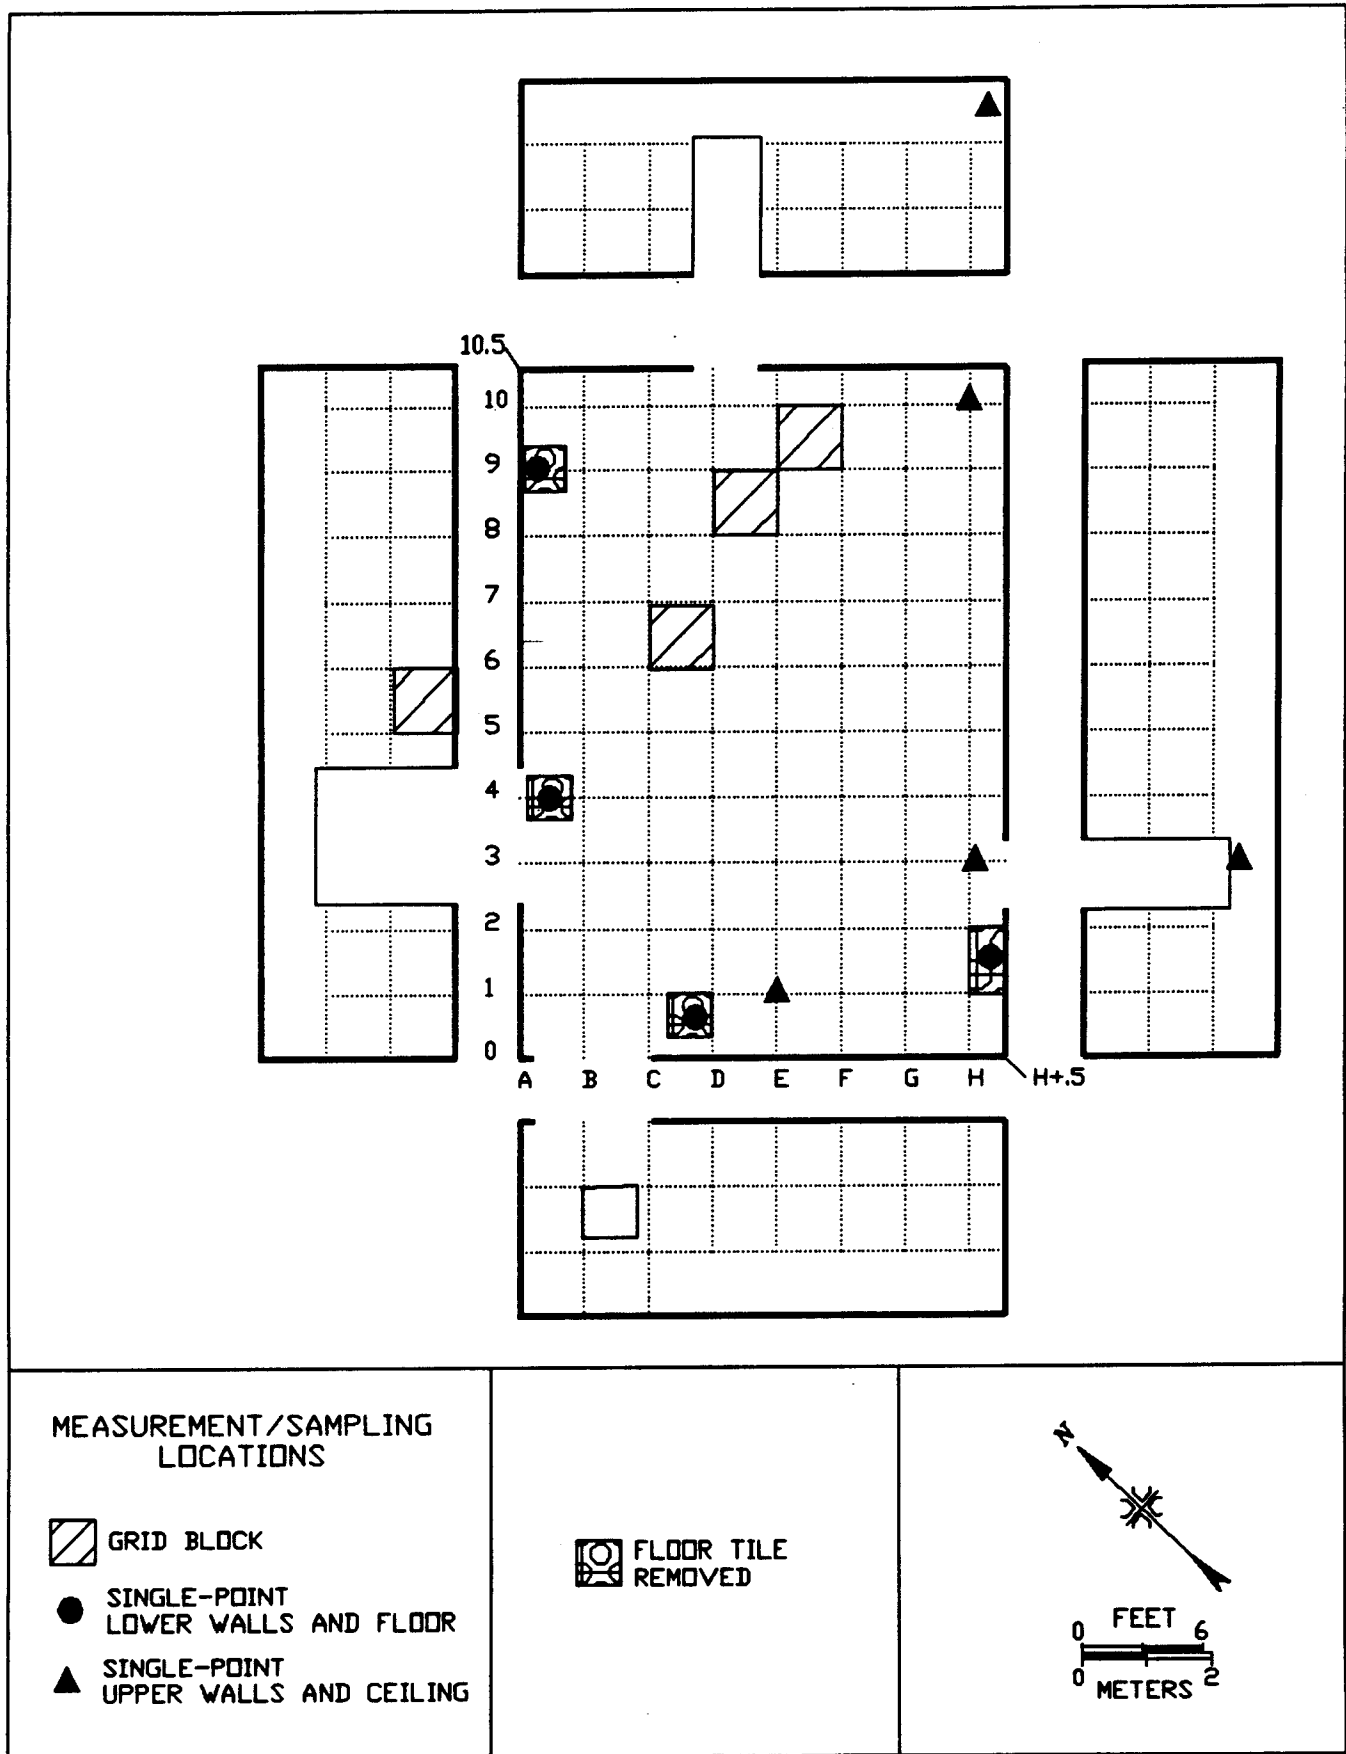 10.5
10
9
8
7
6
5
4
3
2
1
0
A B C D E F G H H+.5
MEASUREMENT/SAMPLING
LOCATIONS
GRID BLOCK
SINGLE-POINT
LOWER WALLS AND FLOOR
SINGLE-POINT
UPPER WALLS AND CEILING
FLOOR TILE
REMOVED
N
FEET
0 6
0 2
METERS